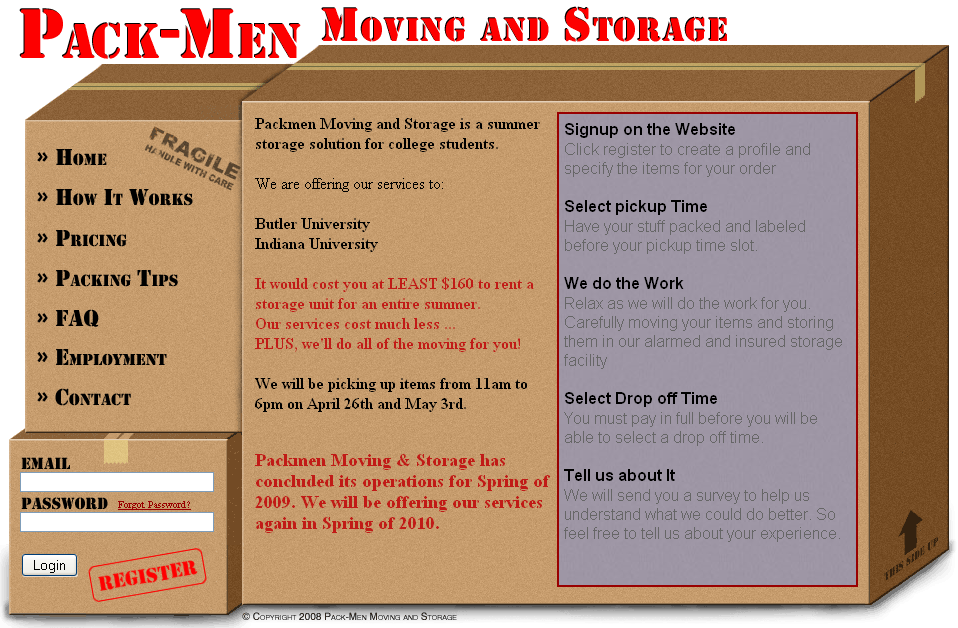 Pack-Men Moving and Storage
FRAGILE
HANDLE WITH CARE
» Home
» How It Works
» Pricing
» Packing Tips
» FAQ
» Employment
» Contact
EMAIL
PASSWORD Forgot Password?
Login
REGISTER
Packmen Moving and Storage is a summer
storage solution for college students.
We are offering our services to:
Butler University
Indiana University
It would cost you at LEAST $160 to rent a
storage unit for an entire summer.
Our services cost much less ...
PLUS, we'll do all of the moving for you!
We will be picking up items from 11am to
6pm on April 26th and May 3rd.
Packmen Moving & Storage has
concluded its operations for Spring of
2009. We will be offering our services
again in Spring of 2010.
Signup on the Website
Click register to create a profile and
specify the items for your order
Select pickup Time
Have your stuff packed and labeled
before your pickup time slot.
We do the Work
Relax as we will do the work for you.
Carefully moving your items and storing
them in our alarmed and insured storage
facility
Select Drop off Time
You must pay in full before you will be
able to select a drop off time.
Tell us about It
We will send you a survey to help us
understand what we could do better. So
feel free to tell us about your experience.
THIS SIDE UP
© Copyright 2008 Pack-Men Moving and Storage